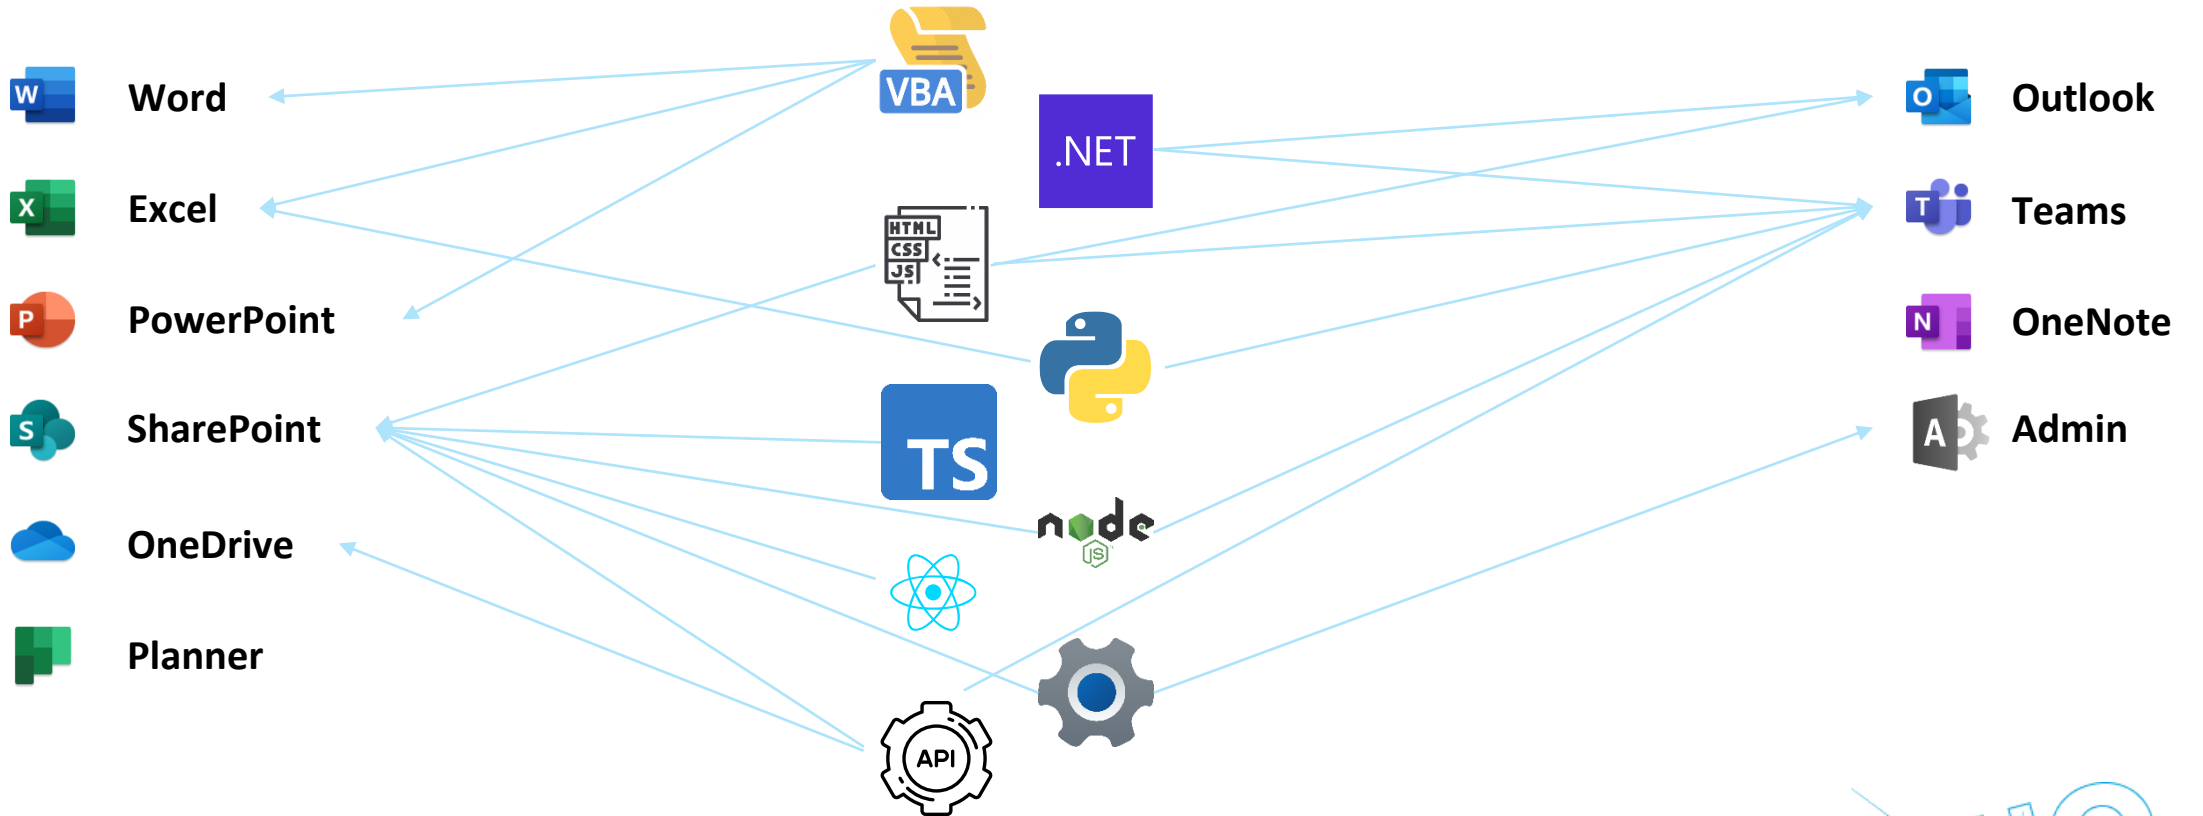 W Word
X Excel
P PowerPoint
S SharePoint
OneDrive
Planner
VBA
.NET
HTML
CSS
JS
TS
node
JS
API
O Outlook
T Teams
N OneNote
A Admin